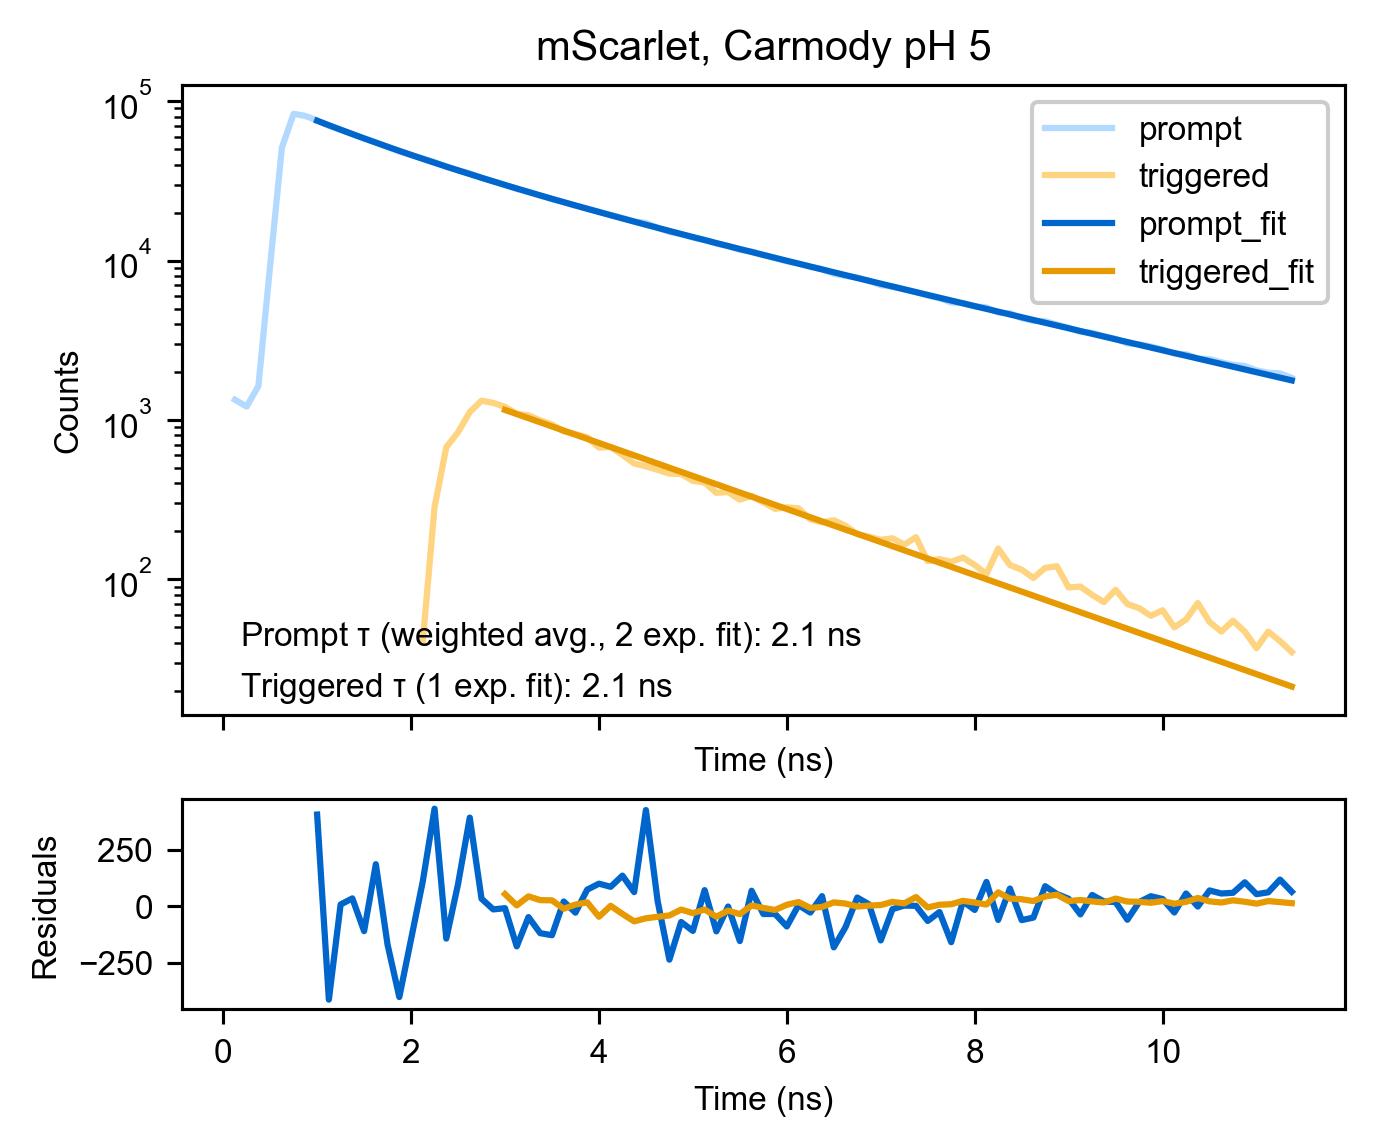 mScarlet, Carmody pH 5
10^5
10^4
10^3
10^2
Counts
prompt
triggered
prompt_fit
triggered_fit
Prompt τ (weighted avg., 2 exp. fit): 2.1 ns
Triggered τ (1 exp. fit): 2.1 ns
Time (ns)
250
0
−250
Residuals
0 2 4 6 8 10
Time (ns)